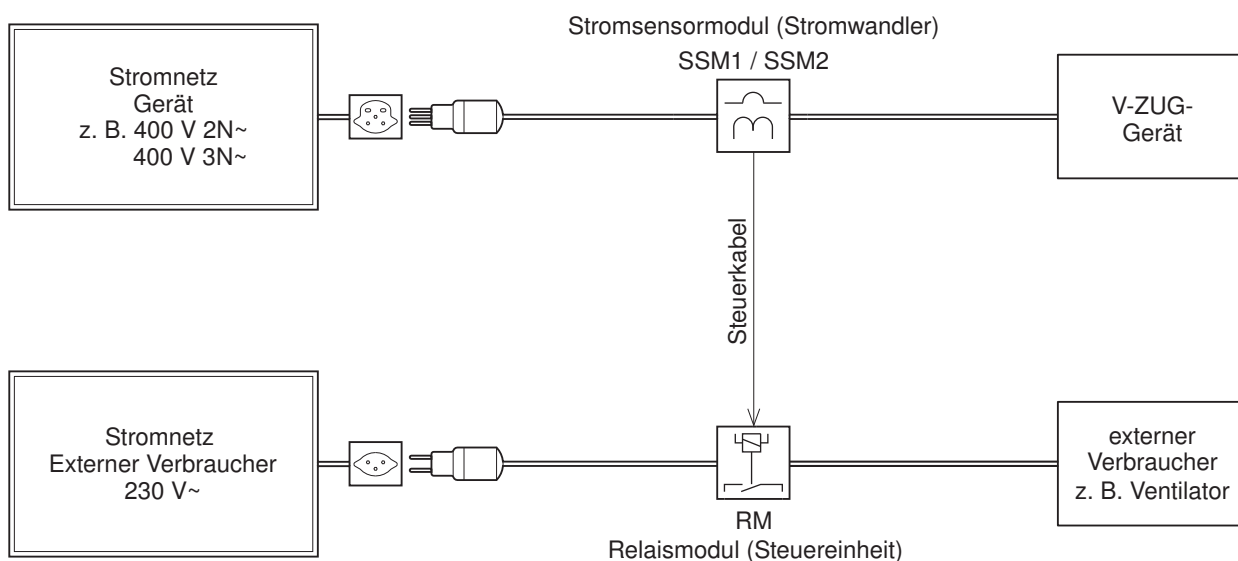 Stromsensormodul (Stromwandler)
SSM1 / SSM2
Stromnetz
Gerät
z. B. 400 V 2N~
400 V 3N~
V-ZUG-
Gerät
Steuerkabel
Stromnetz
Externer Verbraucher
230 V~
externer
Verbraucher
z. B. Ventilator
RM
Relaismodul (Steuereinheit)